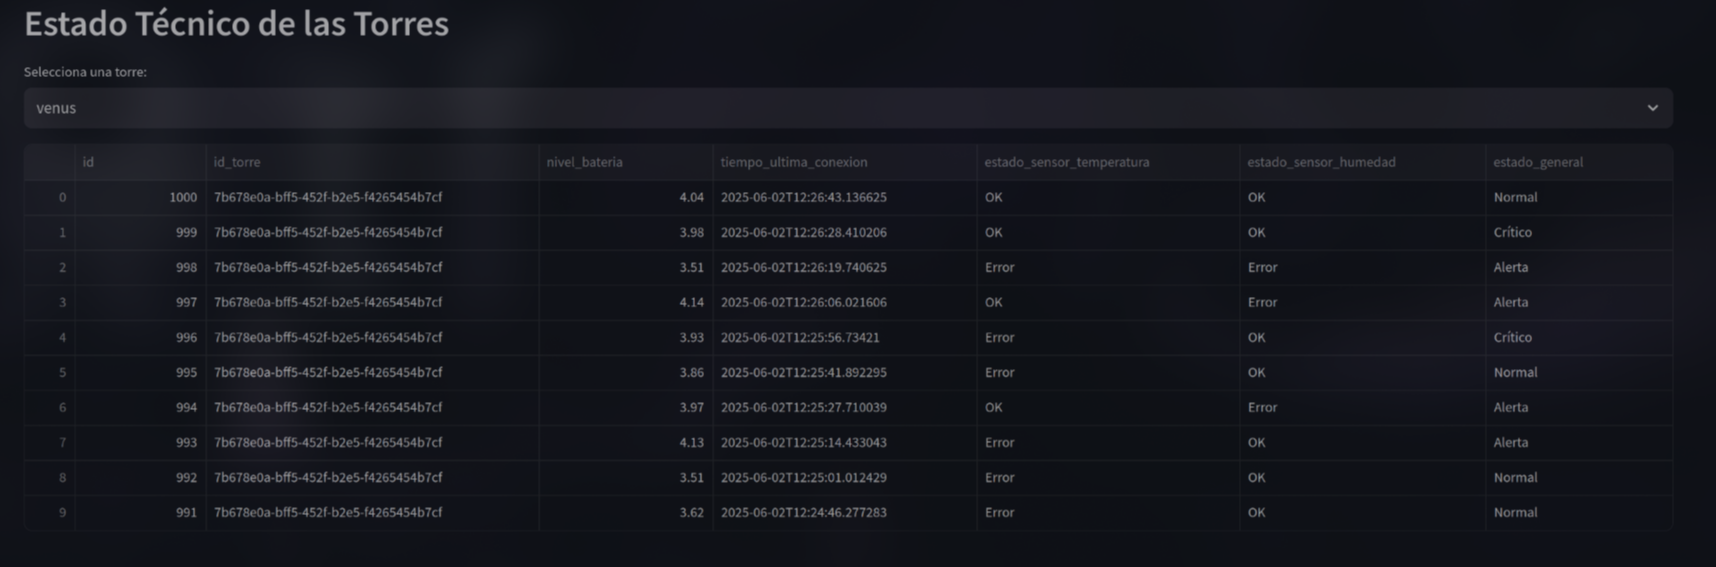 Estado Técnico de las Torres
Selecciona una torre:
venus
id id_torre nivel_bateria tiempo_ultima_conexion estado_sensor_temperatura estado_sensor_humedad estado_general
0 1000 7b678e0a-bff5-452f-b2e5-f4265454b7cf 4.04 2025-06-02T12:26:43.136625 OK OK Normal
1 999 7b678e0a-bff5-452f-b2e5-f4265454b7cf 3.98 2025-06-02T12:26:28.410206 OK OK Crítico
2 998 7b678e0a-bff5-452f-b2e5-f4265454b7cf 3.51 2025-06-02T12:26:19.740625 Error Error Alerta
3 997 7b678e0a-bff5-452f-b2e5-f4265454b7cf 4.14 2025-06-02T12:26:06.021606 OK Error Alerta
4 996 7b678e0a-bff5-452f-b2e5-f4265454b7cf 3.93 2025-06-02T12:25:56.73421 Error OK Crítico
5 995 7b678e0a-bff5-452f-b2e5-f4265454b7cf 3.86 2025-06-02T12:25:41.892295 Error OK Normal
6 994 7b678e0a-bff5-452f-b2e5-f4265454b7cf 3.97 2025-06-02T12:25:27.710039 OK Error Alerta
7 993 7b678e0a-bff5-452f-b2e5-f4265454b7cf 4.13 2025-06-02T12:25:14.433043 Error OK Alerta
8 992 7b678e0a-bff5-452f-b2e5-f4265454b7cf 3.51 2025-06-02T12:25:01.012429 Error OK Normal
9 991 7b678e0a-bff5-452f-b2e5-f4265454b7cf 3.62 2025-06-02T12:24:46.277283 Error OK Normal